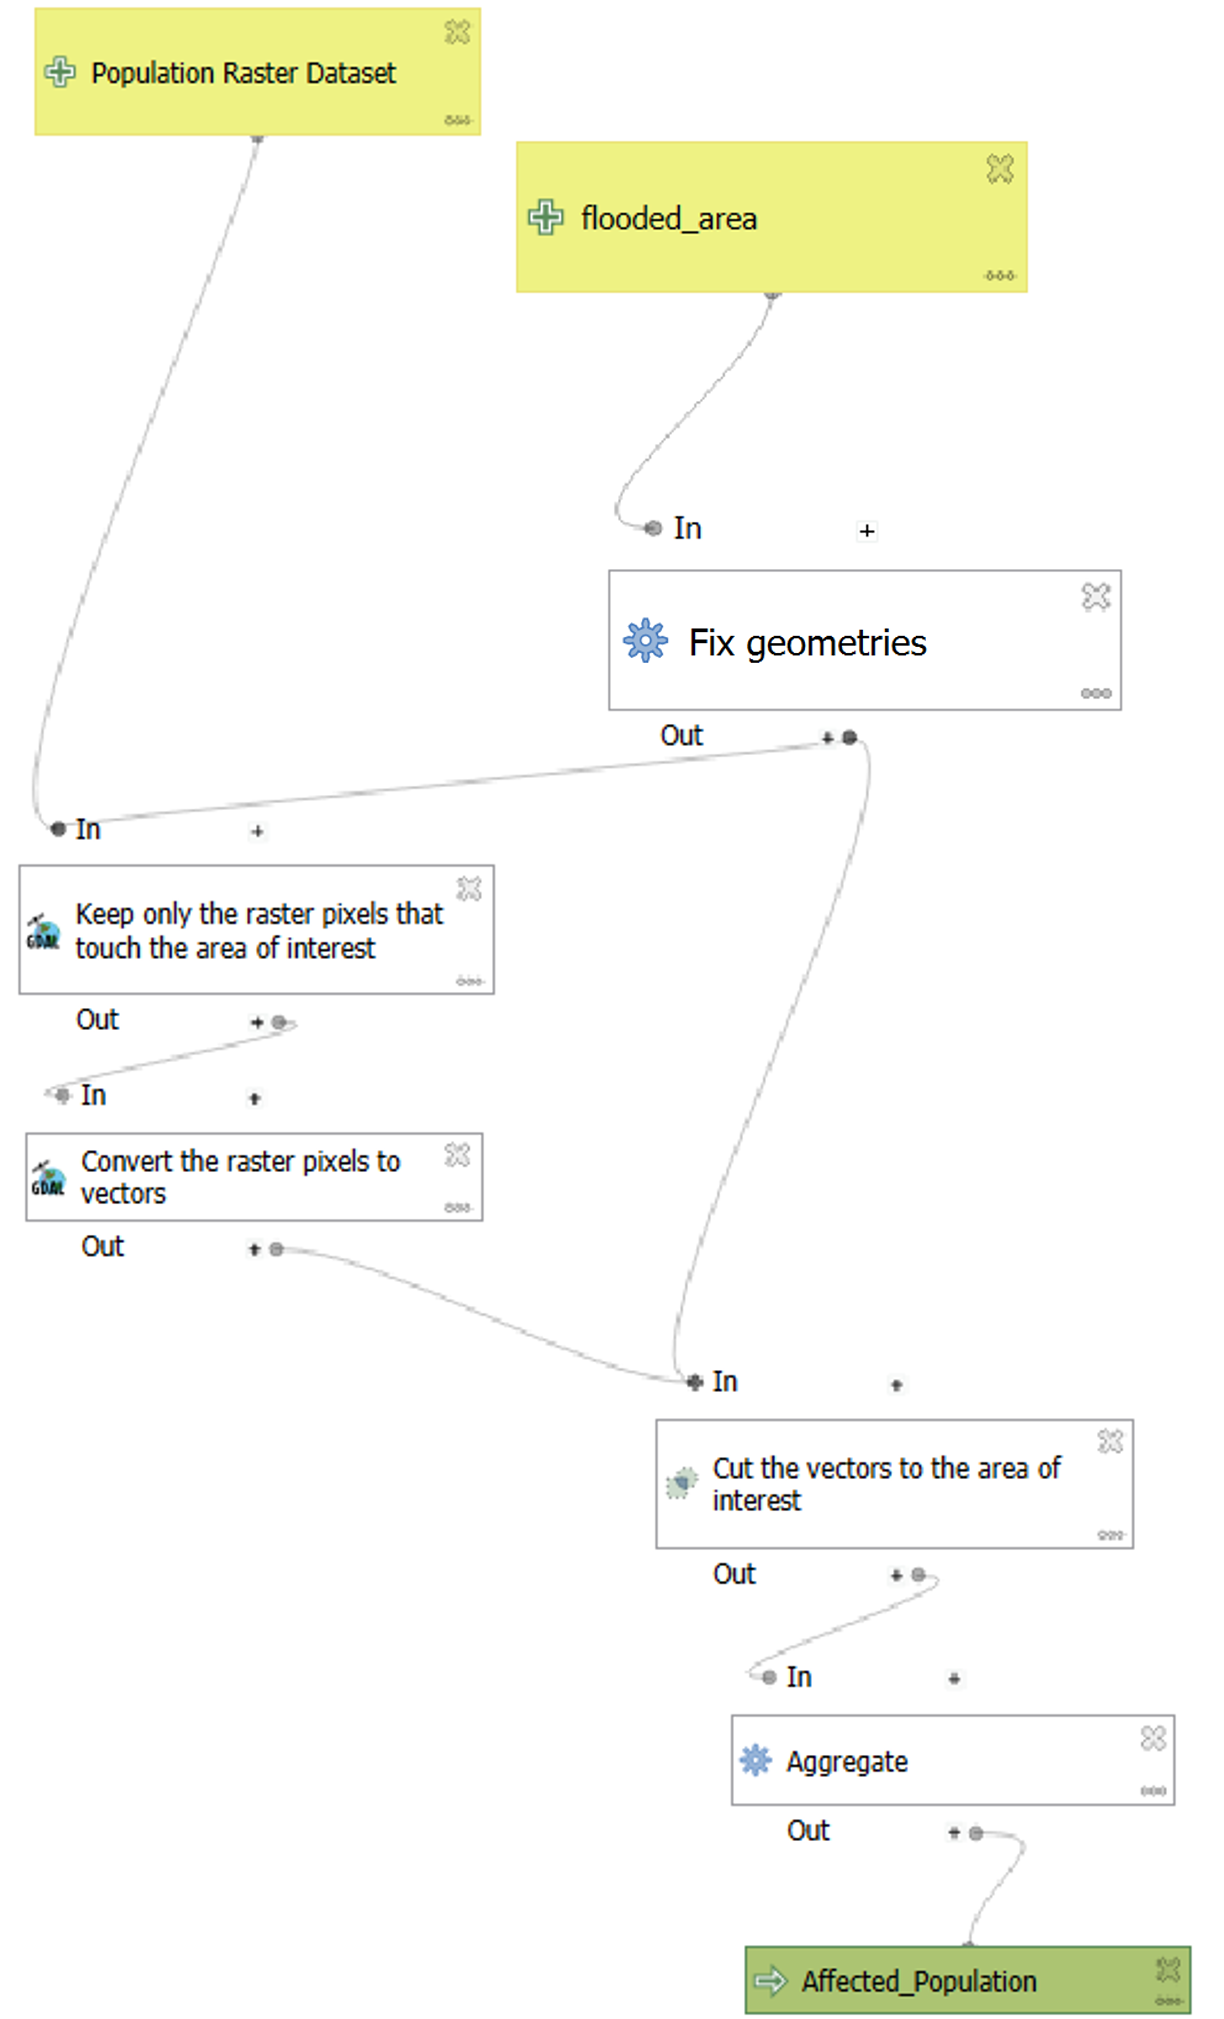 Population Raster Dataset
flooded_area
In
Fix geometries
Out
In
GDAL
Keep only the raster pixels that
touch the area of interest
Out
In
GDAL
Convert the raster pixels to
vectors
Out
In
Cut the vectors to the area of
interest
Out
In
Aggregate
Out
Affected_Population